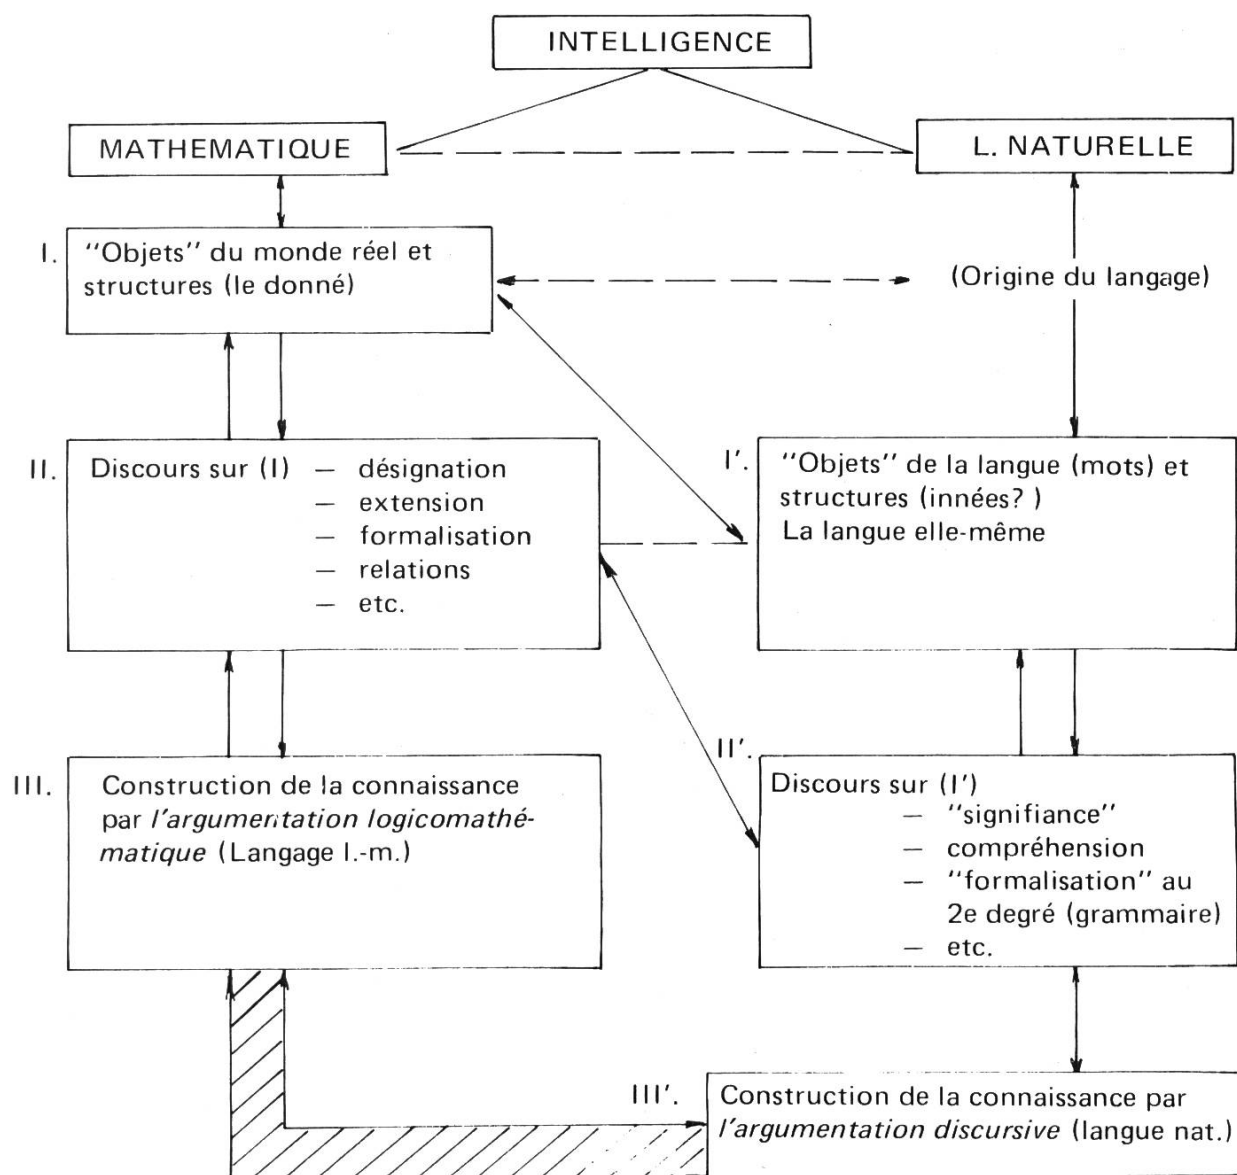 INTELLIGENCE
MATHEMATIQUE
L. NATURELLE
I.
"Objets" du monde réel et
structures (le donné)
(Origine du langage)
II.
Discours sur (I) — désignation
— extension
— formalisation
— relations
— etc.
I'.
"Objets" de la langue (mots) et
structures (innées? )
La langue elle-même
III.
Construction de la connaissance
par l'argumentation logicomathé-
matique (Langage l.-m.)
II'.
Discours sur (I')
— "signifiance"
— compréhension
— "formalisation" au
2e degré (grammaire)
— etc.
III'.
Construction de la connaissance par
l'argumentation discursive (langue nat.)